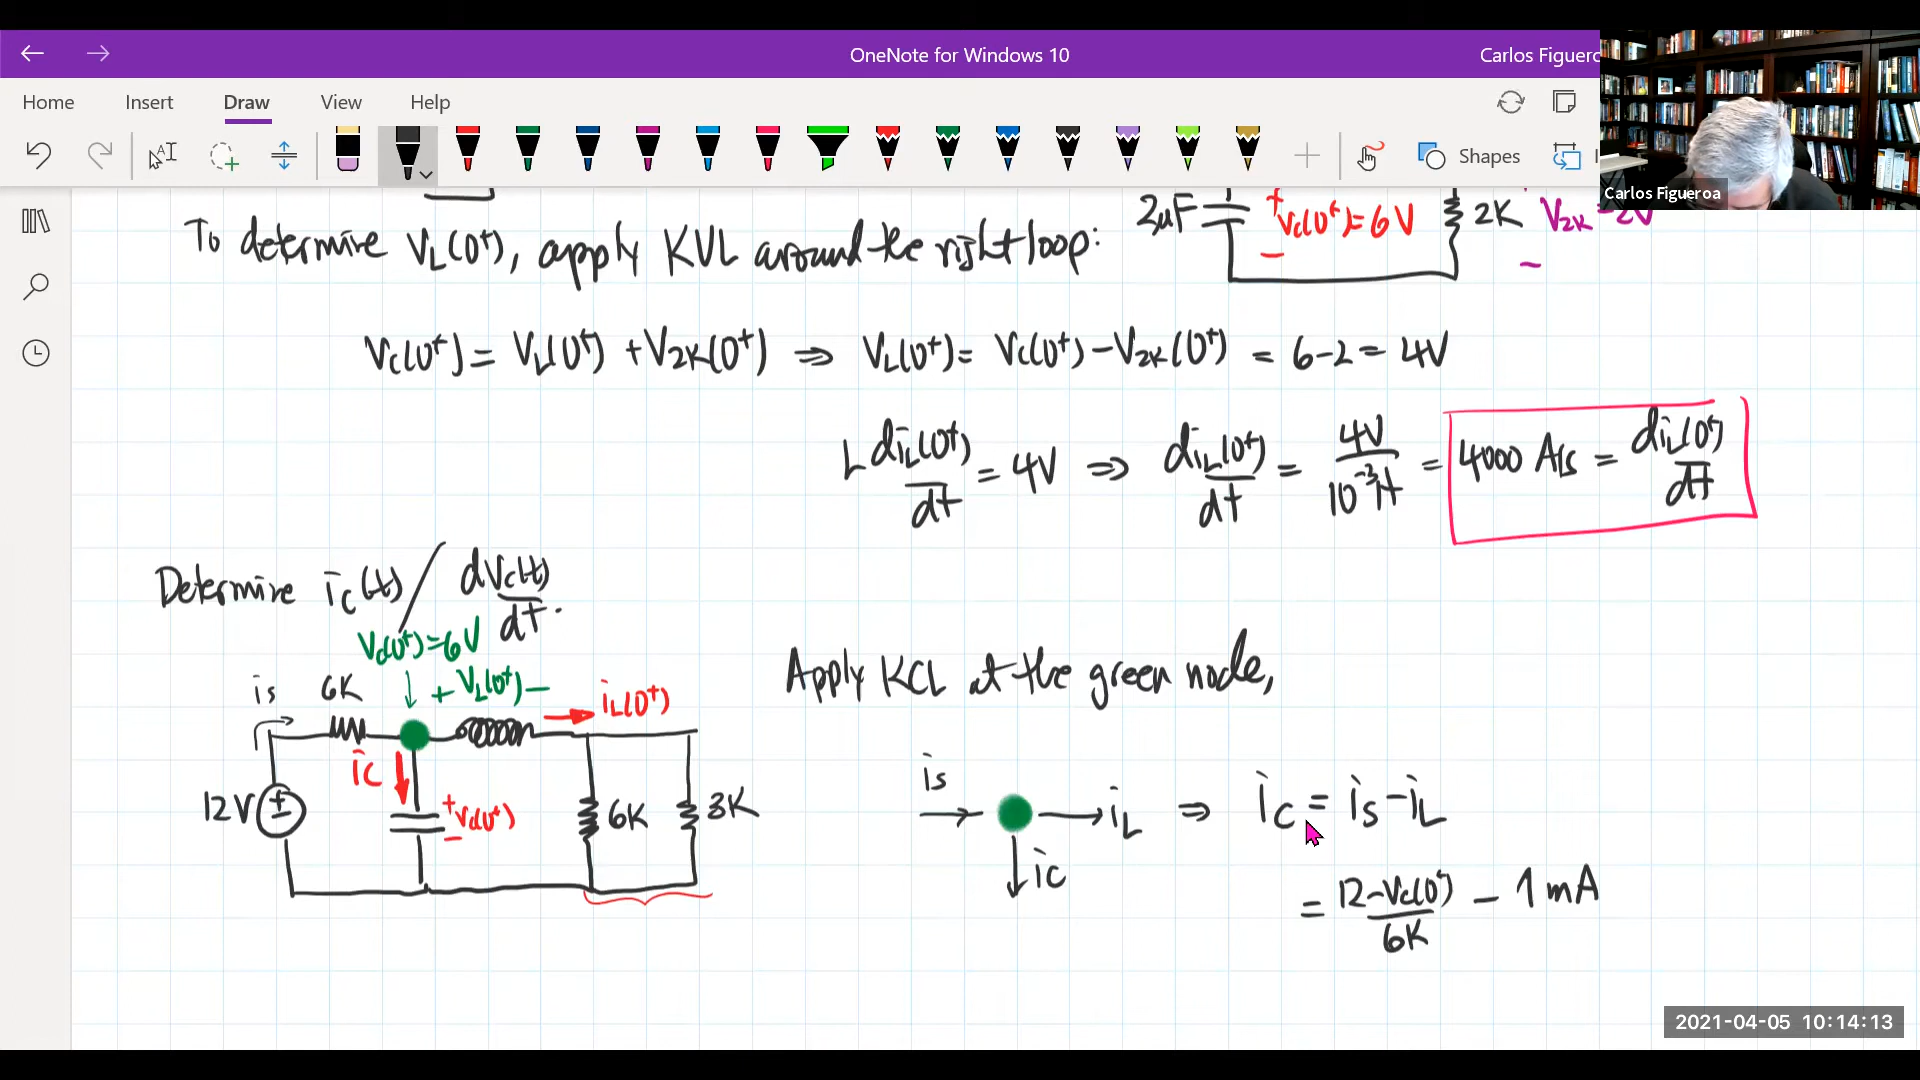 OneNote for Windows 10
Carlos Figuero
Home Insert Draw View Help
Shapes
Carlos Figueroa
2uF + Vc(0⁺)=6V − 2K V2K=2V −
To determine VL(0⁺), apply KVL around the right loop:
Vc(0⁺) = VL(0⁺) + V2K(0⁺) ⇒ VL(0⁺) = Vc(0⁺) − V2K(0⁺) = 6−2 = 4V
L diL(0⁺)/dt = 4V ⇒ diL(0⁺)/dt = 4V/10⁻³H = 4000 A/s = diL(0⁺)/dt
Determine ic(t) / dVc(t)/dt.
Vc(0⁺)=6V
is 6K ↓ + VL(0⁺) − iL(0⁺)
ic
12V + − + Vc(0⁺) − 6K 3K
Apply KCL at the green node,
is → iL ⇒ ic = is − iL
↓ ic
= 12−Vc(0⁺)/6K − 1mA
2021-04-05 10:14:13